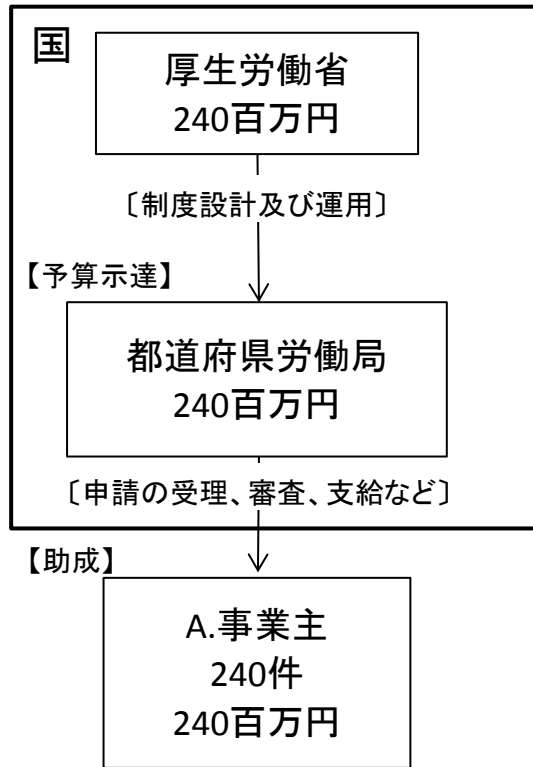 国
厚生労働省
240百万円
〔制度設計及び運用〕
【予算示達】
都道府県労働局
240百万円
〔申請の受理、審査、支給など〕
【助成】
A.事業主
240件
240百万円